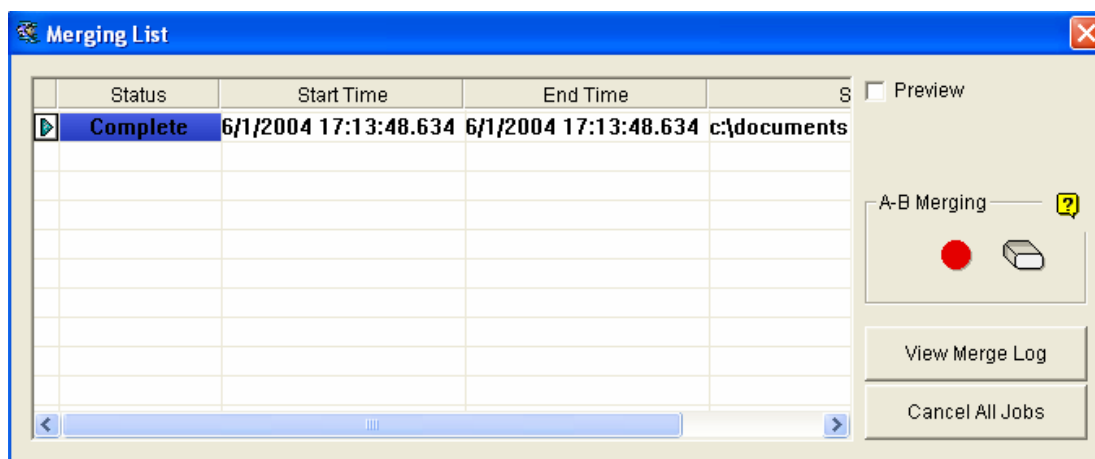 Merging List
Status Start Time End Time S
Complete 6/1/2004 17:13:48.634 6/1/2004 17:13:48.634 c:\documents
Preview
A-B Merging ?
View Merge Log
Cancel All Jobs